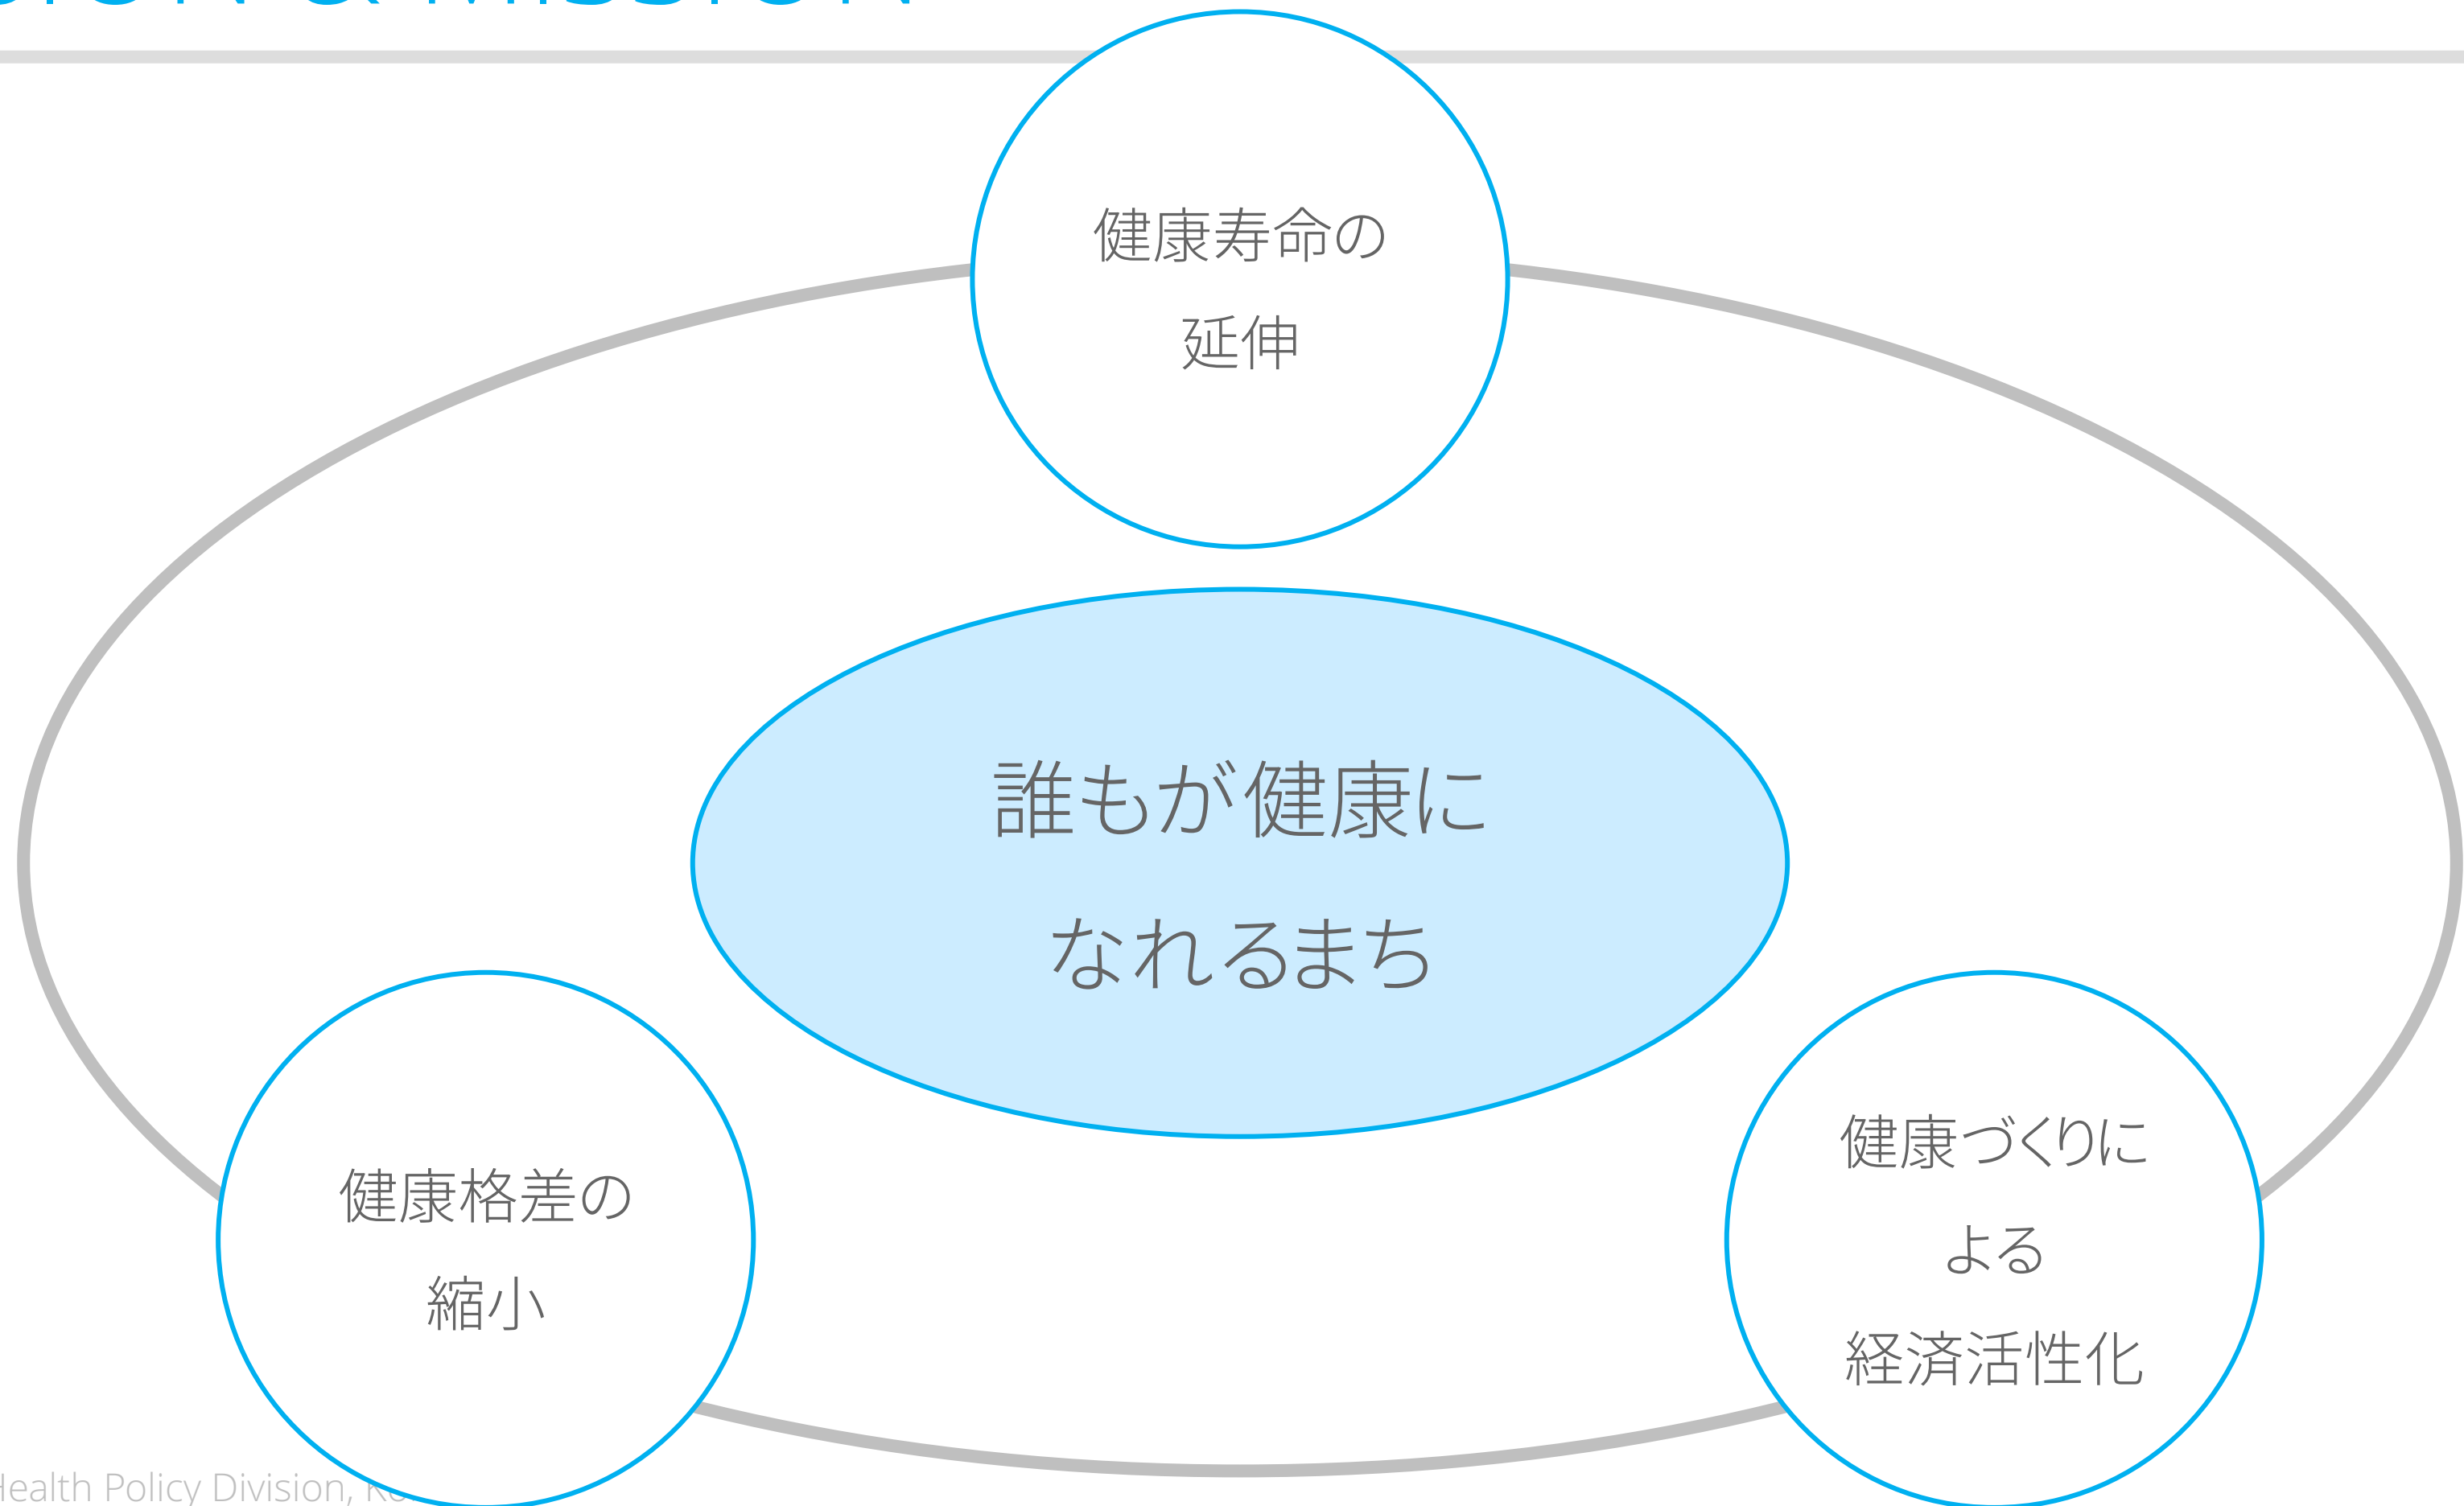 健康寿命の
延伸
誰もが健康に
なれるまち
健康格差の
縮小
健康づくりに
よる
経済活性化
Health Policy Division,